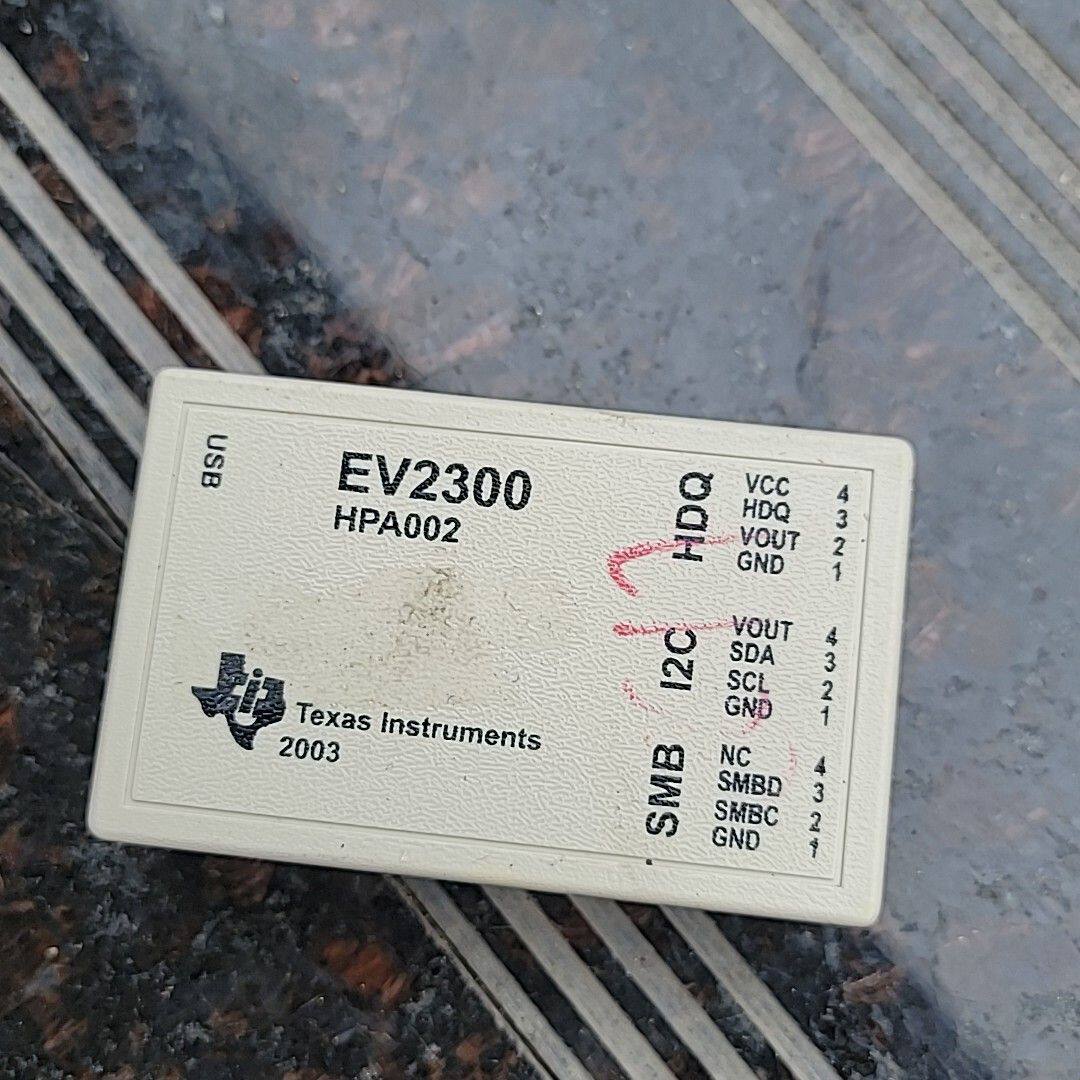 USB
EV2300
HPA002
Texas Instruments
2003
HDQ
VCC 4
HDQ 3
VOUT 2
GND 1
I2C
VOUT 4
SDA 3
SCL 2
GND 1
SMB
NC 4
SMBD 3
SMBC 2
GND 1